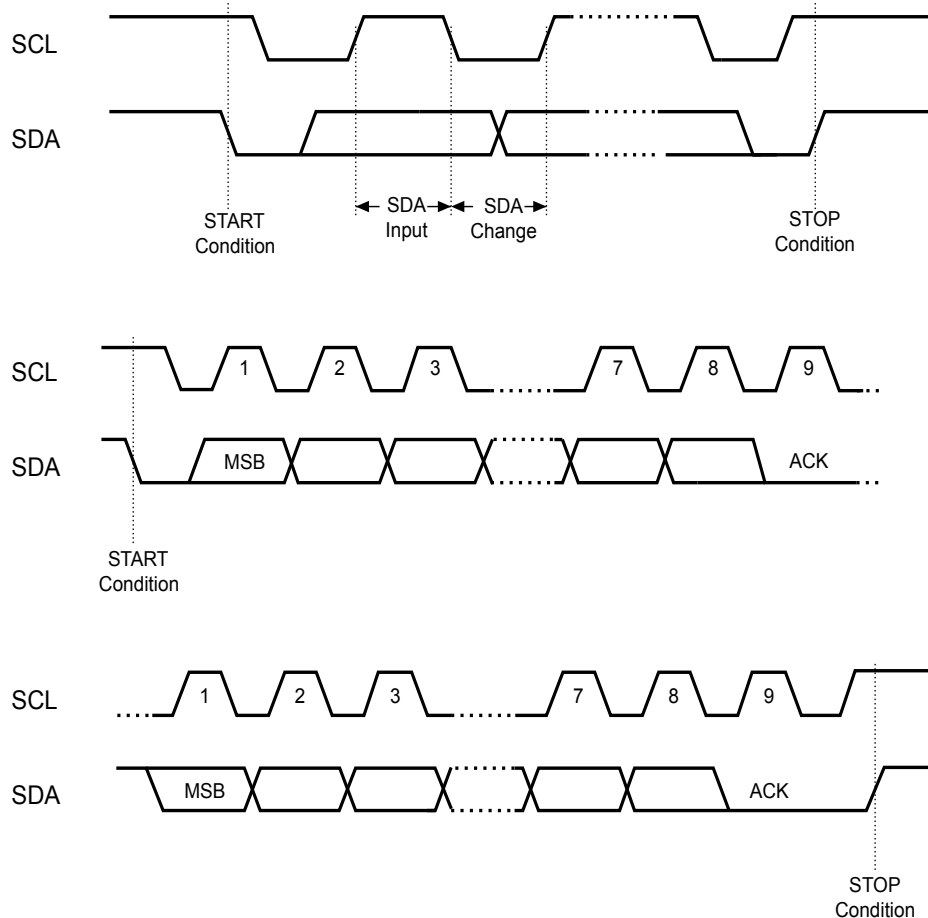 SCL
SDA
SDA
Input
SDA
Change
START
Condition
STOP
Condition
SCL
1 2 3 7 8 9
SDA
MSB
ACK
START
Condition
SCL
1 2 3 7 8 9
SDA
MSB
ACK
STOP
Condition